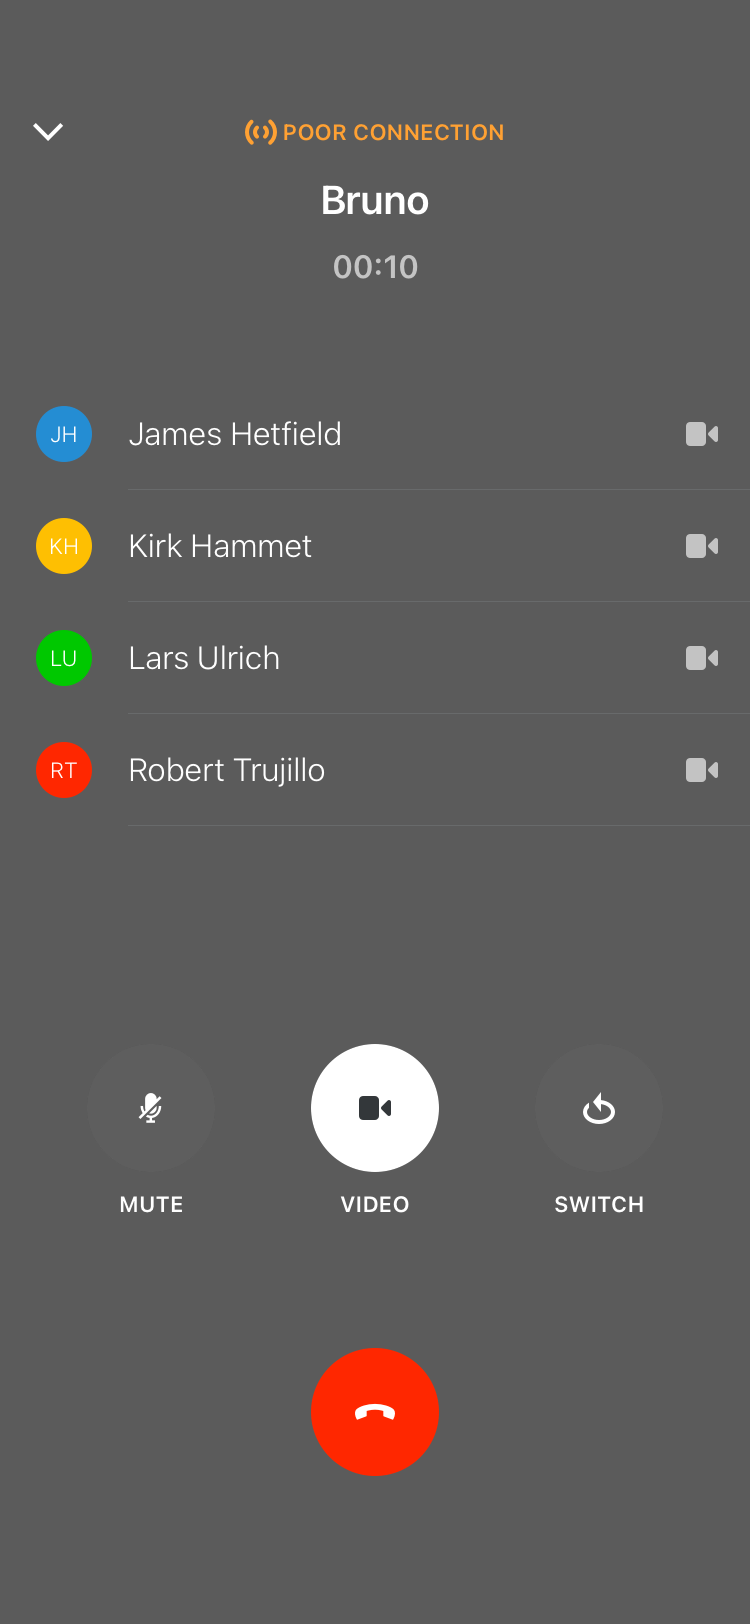 POOR CONNECTION
Bruno
00:10
JH James Hetfield
KH Kirk Hammet
LU Lars Ulrich
RT Robert Trujillo
MUTE VIDEO SWITCH